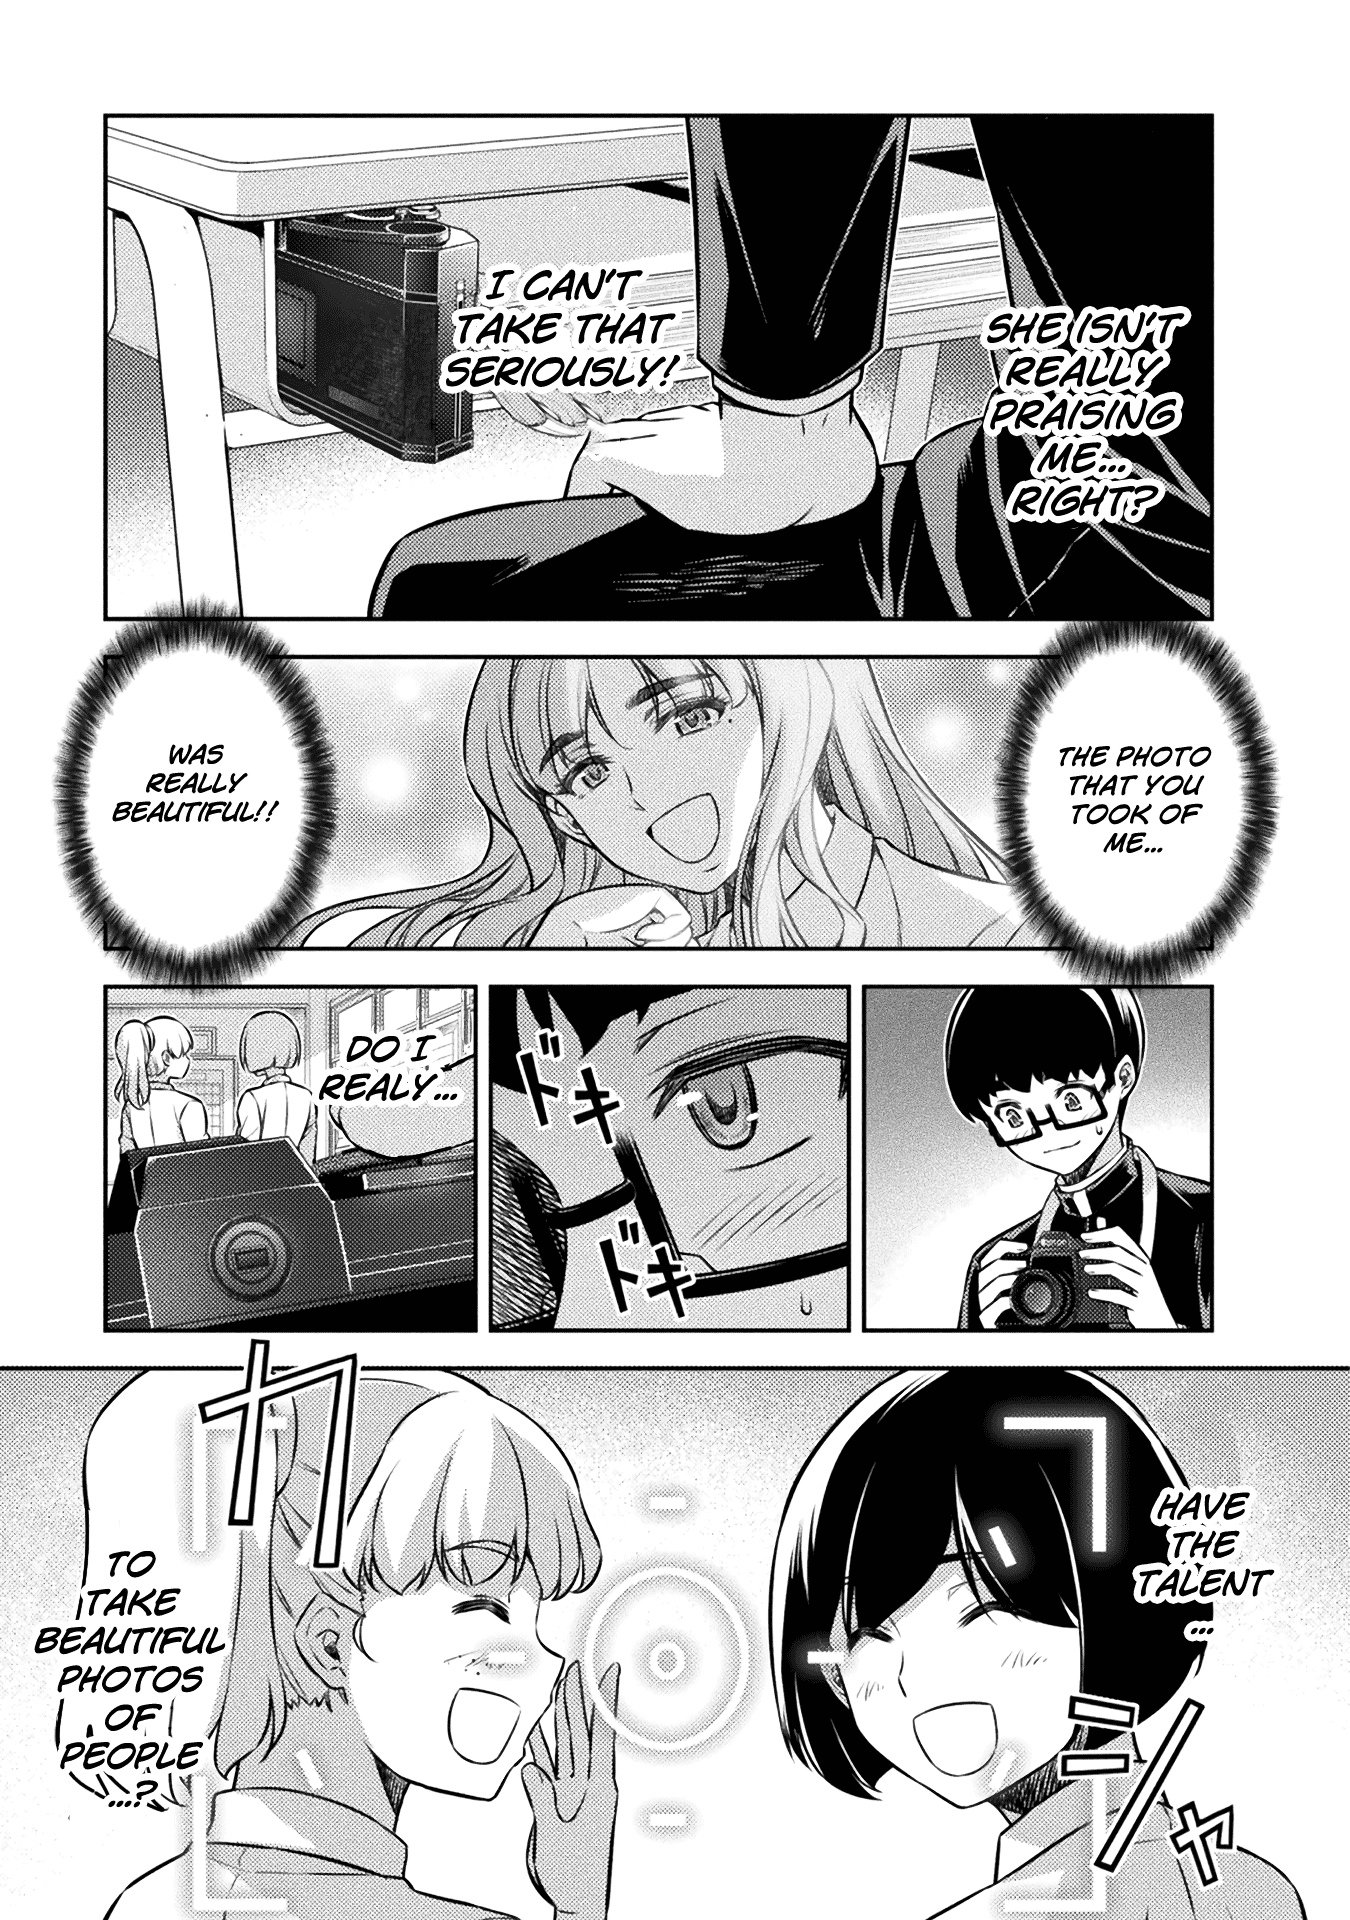 SHE ISN'T
REALLY
PRAISING
ME...
RIGHT?
I CAN'T
TAKE THAT
SERIOUSLY!
THE PHOTO
THAT YOU
TOOK OF
ME...
WAS
REALLY
BEAUTIFUL!!
ドキ
ドキ
DO I
REALY...
HAVE
THE
TALENT
...
カ
シャ
TO
TAKE
BEAUTIFUL
PHOTOS
OF
PEOPLE
...?